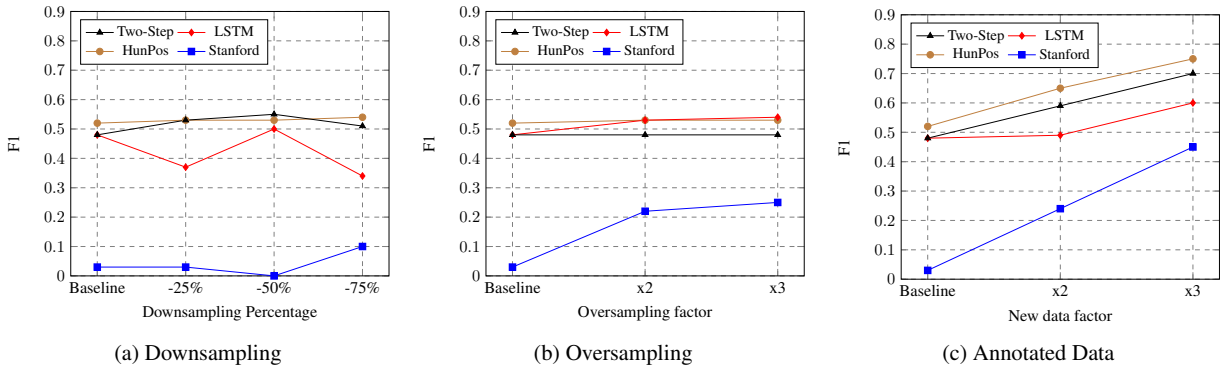 0.9
0.8
0.7
0.6
0.5
0.4
0.3
0.2
0.1
0
F1
Two-Step LSTM
HunPos Stanford
Baseline -25% -50% -75%
Downsampling Percentage
(a) Downsampling
0.9
0.8
0.7
0.6
0.5
0.4
0.3
0.2
0.1
0
F1
Two-Step LSTM
HunPos Stanford
Baseline x2 x3
Oversampling factor
(b) Oversampling
0.9
0.8
0.7
0.6
0.5
0.4
0.3
0.2
0.1
0
F1
Two-Step LSTM
HunPos Stanford
Baseline x2 x3
New data factor
(c) Annotated Data